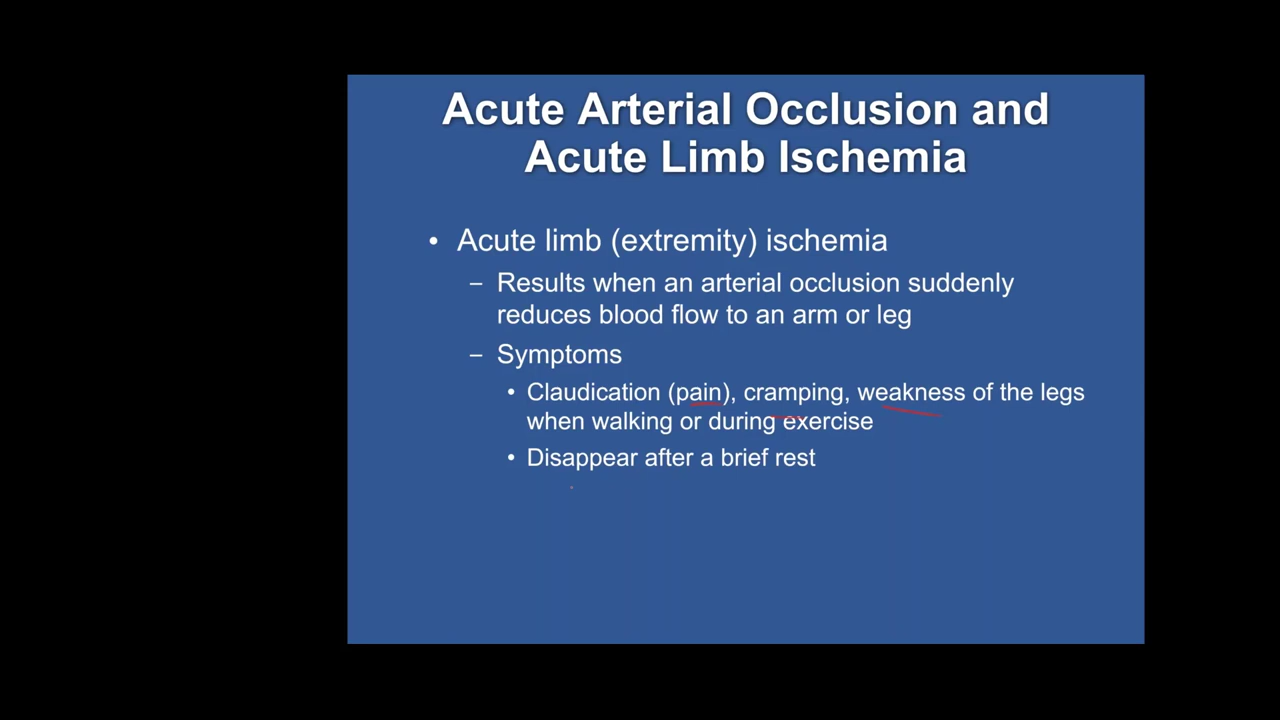 Acute Arterial Occlusion and
Acute Limb Ischemia
• Acute limb (extremity) ischemia
– Results when an arterial occlusion suddenly
reduces blood flow to an arm or leg
– Symptoms
• Claudication (pain), cramping, weakness of the legs
when walking or during exercise
• Disappear after a brief rest